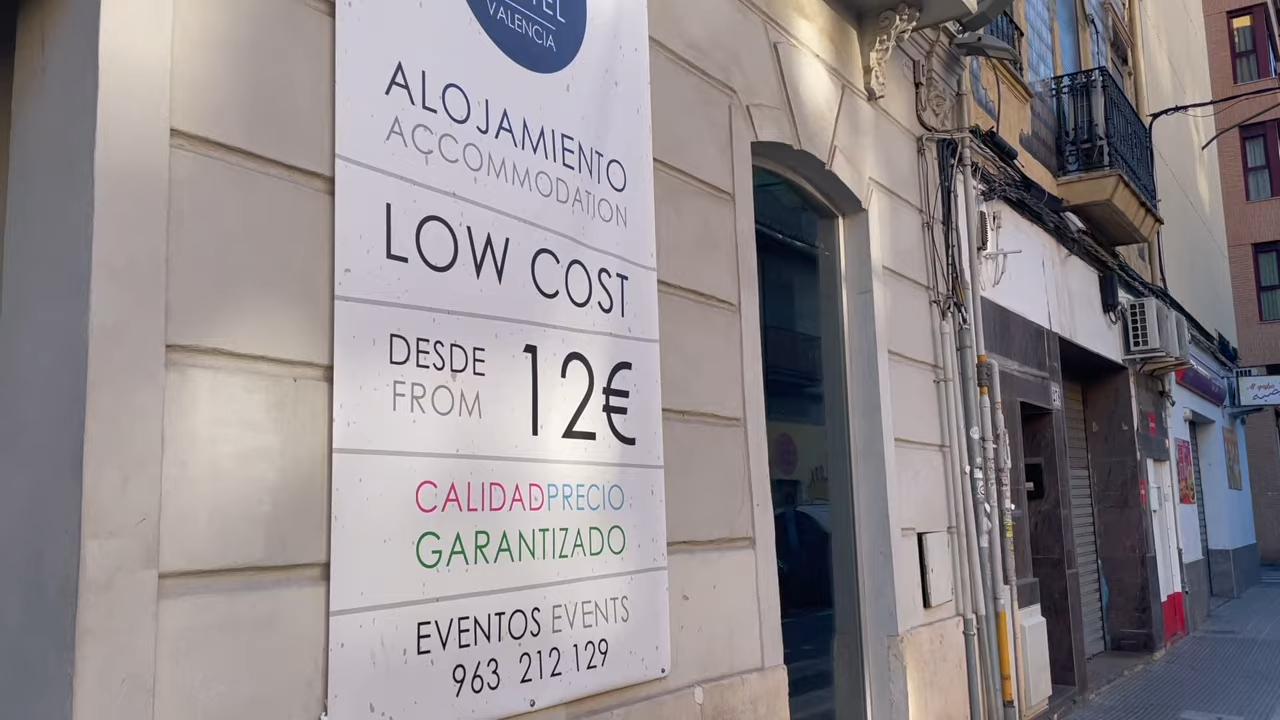 VALENCIA
ALOJAMIENTO
ACCOMMODATION
LOW COST
DESDE
FROM
12€
CALIDADPRECIO
GARANTIZADO
EVENTOS EVENTS
963 212 129